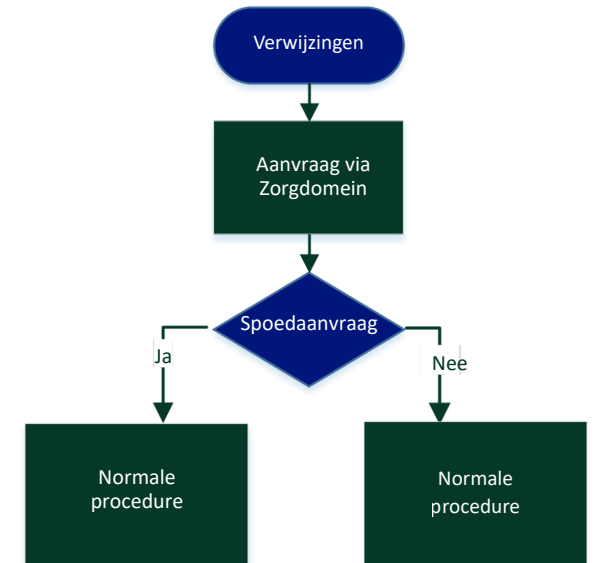 Verwijzingen
Aanvraag via
Zorgdomein
Spoedaanvraag
Ja
Nee
Normale
procedure
Normale
procedure